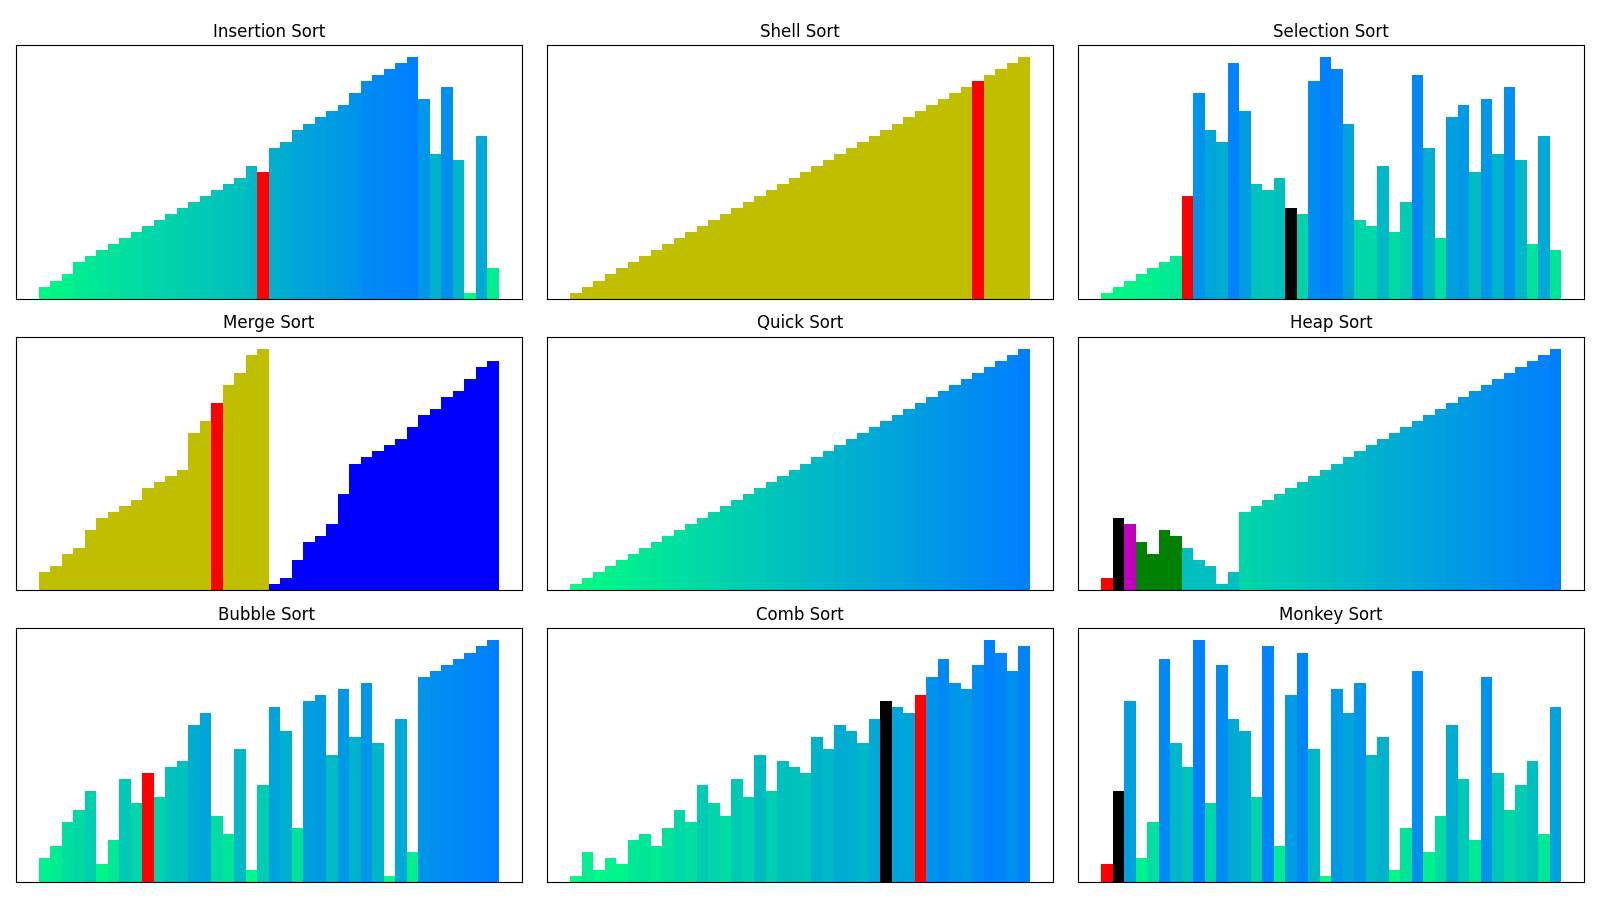 Insertion Sort
Shell Sort
Selection Sort
Merge Sort
Quick Sort
Heap Sort
Bubble Sort
Comb Sort
Monkey Sort